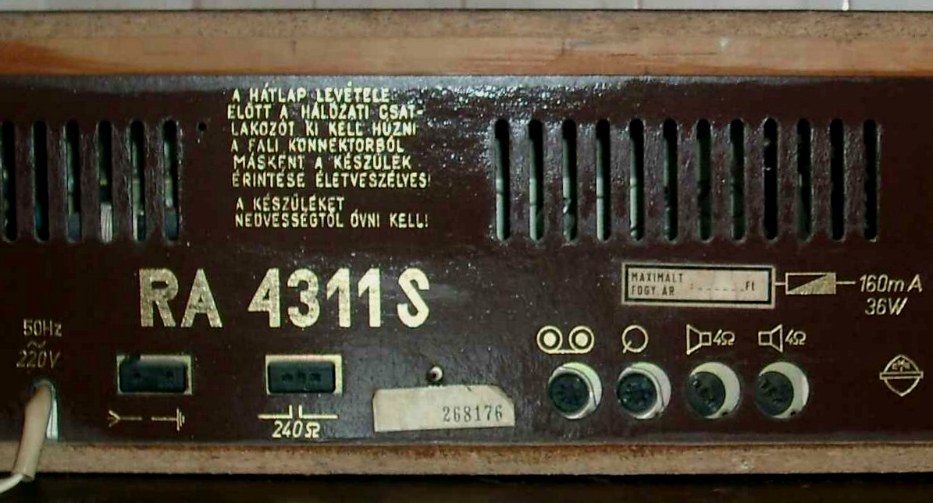 A HÁTLAP LEVÉTELE
ELŐTT A HÁLÓZATI CSAT-
LAKOZÓT KI KELL HÚZNI
A FALI KONNEKTORBÓL
MÁSKÉNT A KÉSZÜLÉK
ÉRINTÉSE ÉLETVESZÉLYES!
A KÉSZÜLÉKET
NEDVESSÉGTŐL ÓVNI KELL!
RA 4311 S
MAXIMÁLT
FOGY. ÁR : ....... Ft
160mA
36W
50Hz
~
220V
4Ω
4Ω
240Ω
268176